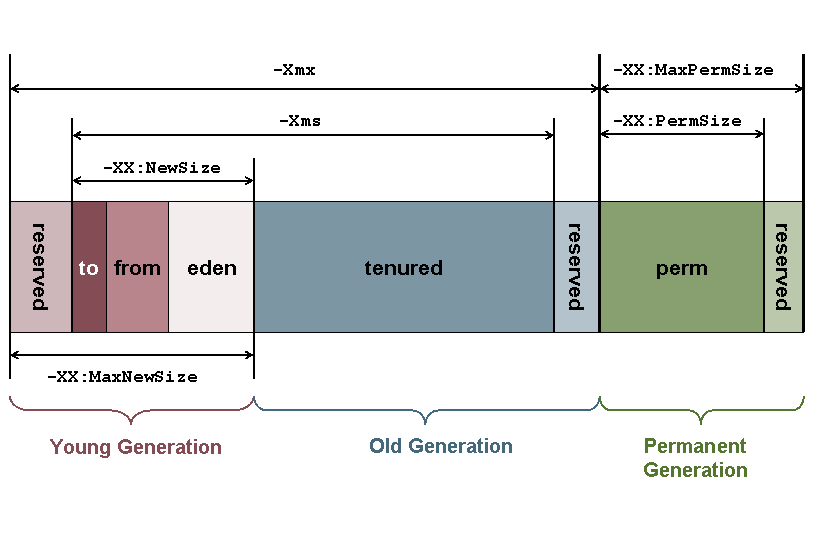 -Xmx
-XX:MaxPermSize
-Xms
-XX:PermSize
-XX:NewSize
reserved
to
from
eden
tenured
reserved
perm
reserved
-XX:MaxNewSize
Young Generation
Old Generation
Permanent
Generation